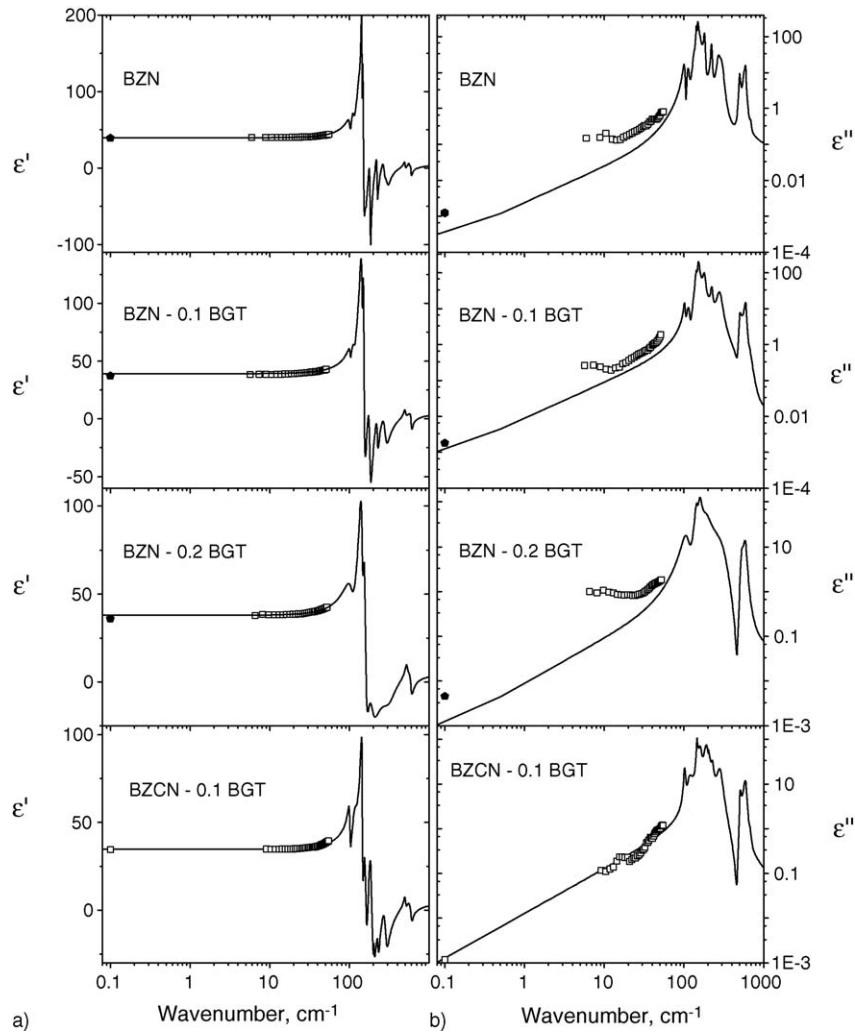 200
100
0
-100
ε'
BZN
100
1
0.01
1E-4
ε''
BZN
100
50
0
-50
ε'
BZN - 0.1 BGT
100
1
0.01
1E-4
ε''
BZN - 0.1 BGT
100
50
0
ε'
BZN - 0.2 BGT
10
0.1
1E-3
ε''
BZN - 0.2 BGT
100
50
0
ε'
BZCN - 0.1 BGT
10
0.1
1E-3
ε''
BZCN - 0.1 BGT
0.1 1 10 100
0.1 1 10 100 1000
a) Wavenumber, cm-1
b) Wavenumber, cm-1